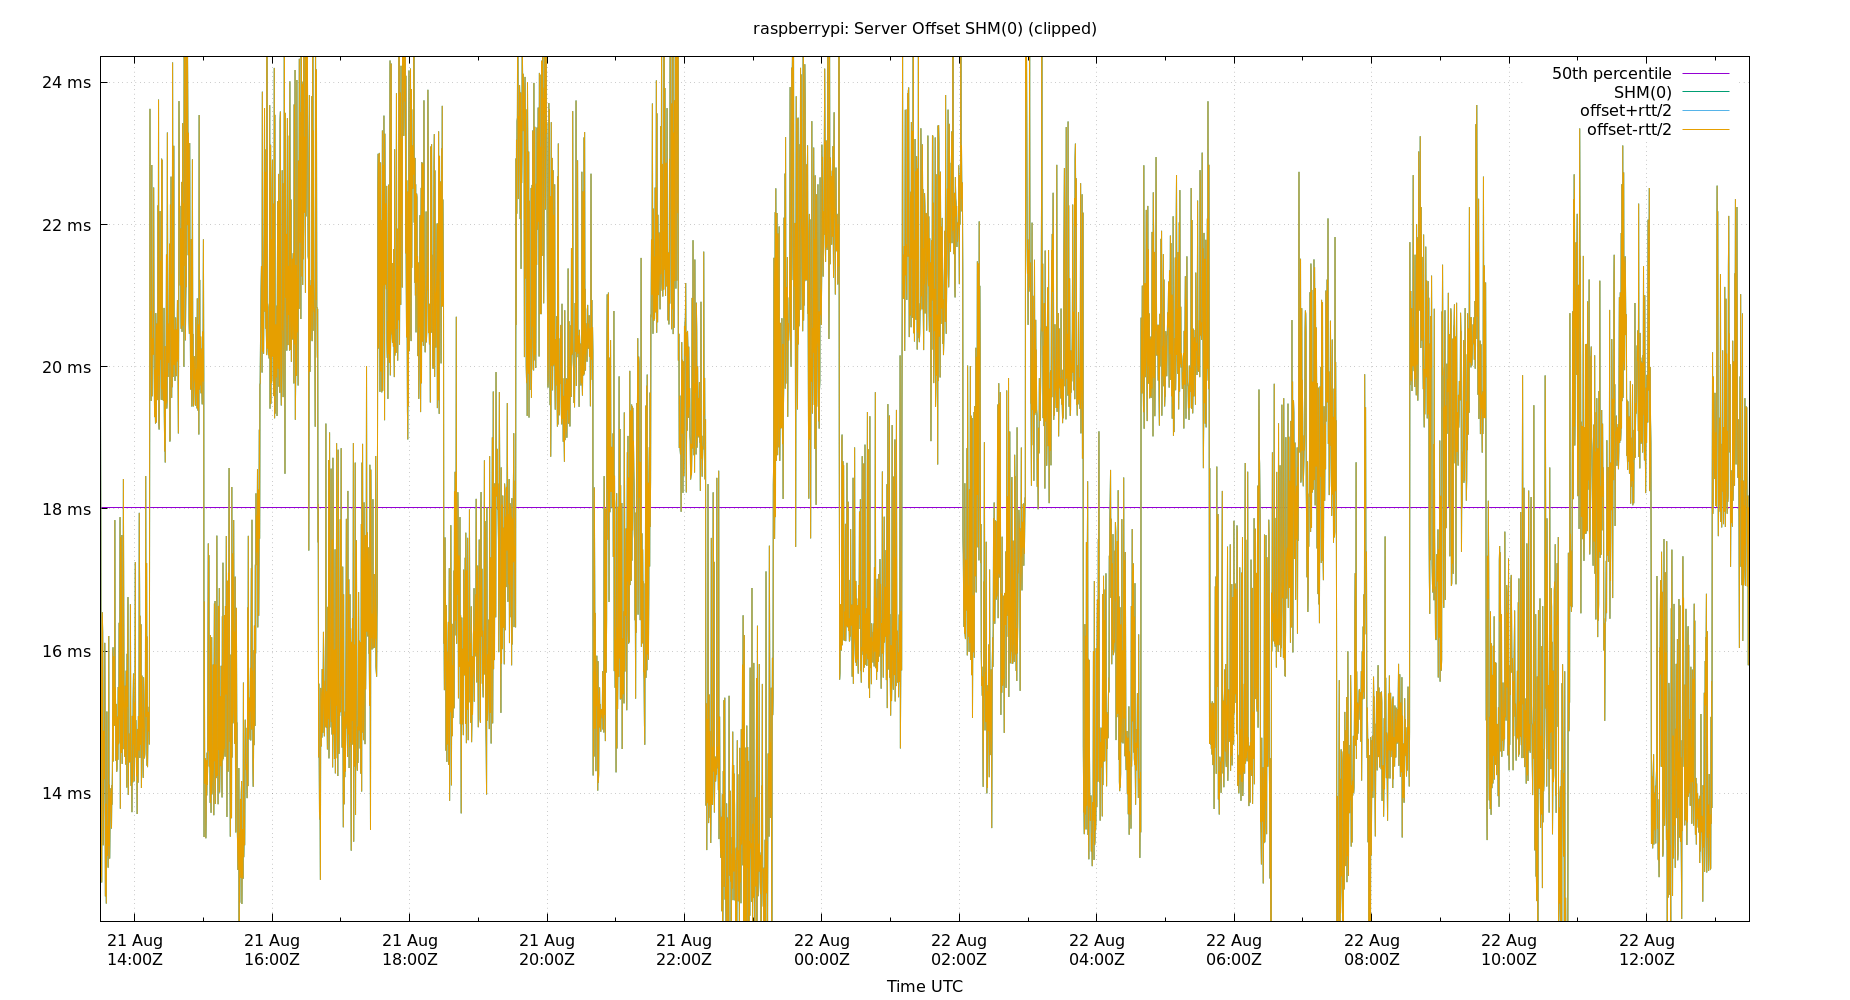 raspberrypi: Server Offset SHM(0) (clipped)
50th percentile
SHM(0)
offset+rtt/2
offset-rtt/2
24 ms
22 ms
20 ms
18 ms
16 ms
14 ms
21 Aug 21 Aug 21 Aug 21 Aug 21 Aug 22 Aug 22 Aug 22 Aug 22 Aug 22 Aug 22 Aug 22 Aug
14:00Z 16:00Z 18:00Z 20:00Z 22:00Z 00:00Z 02:00Z 04:00Z 06:00Z 08:00Z 10:00Z 12:00Z
Time UTC